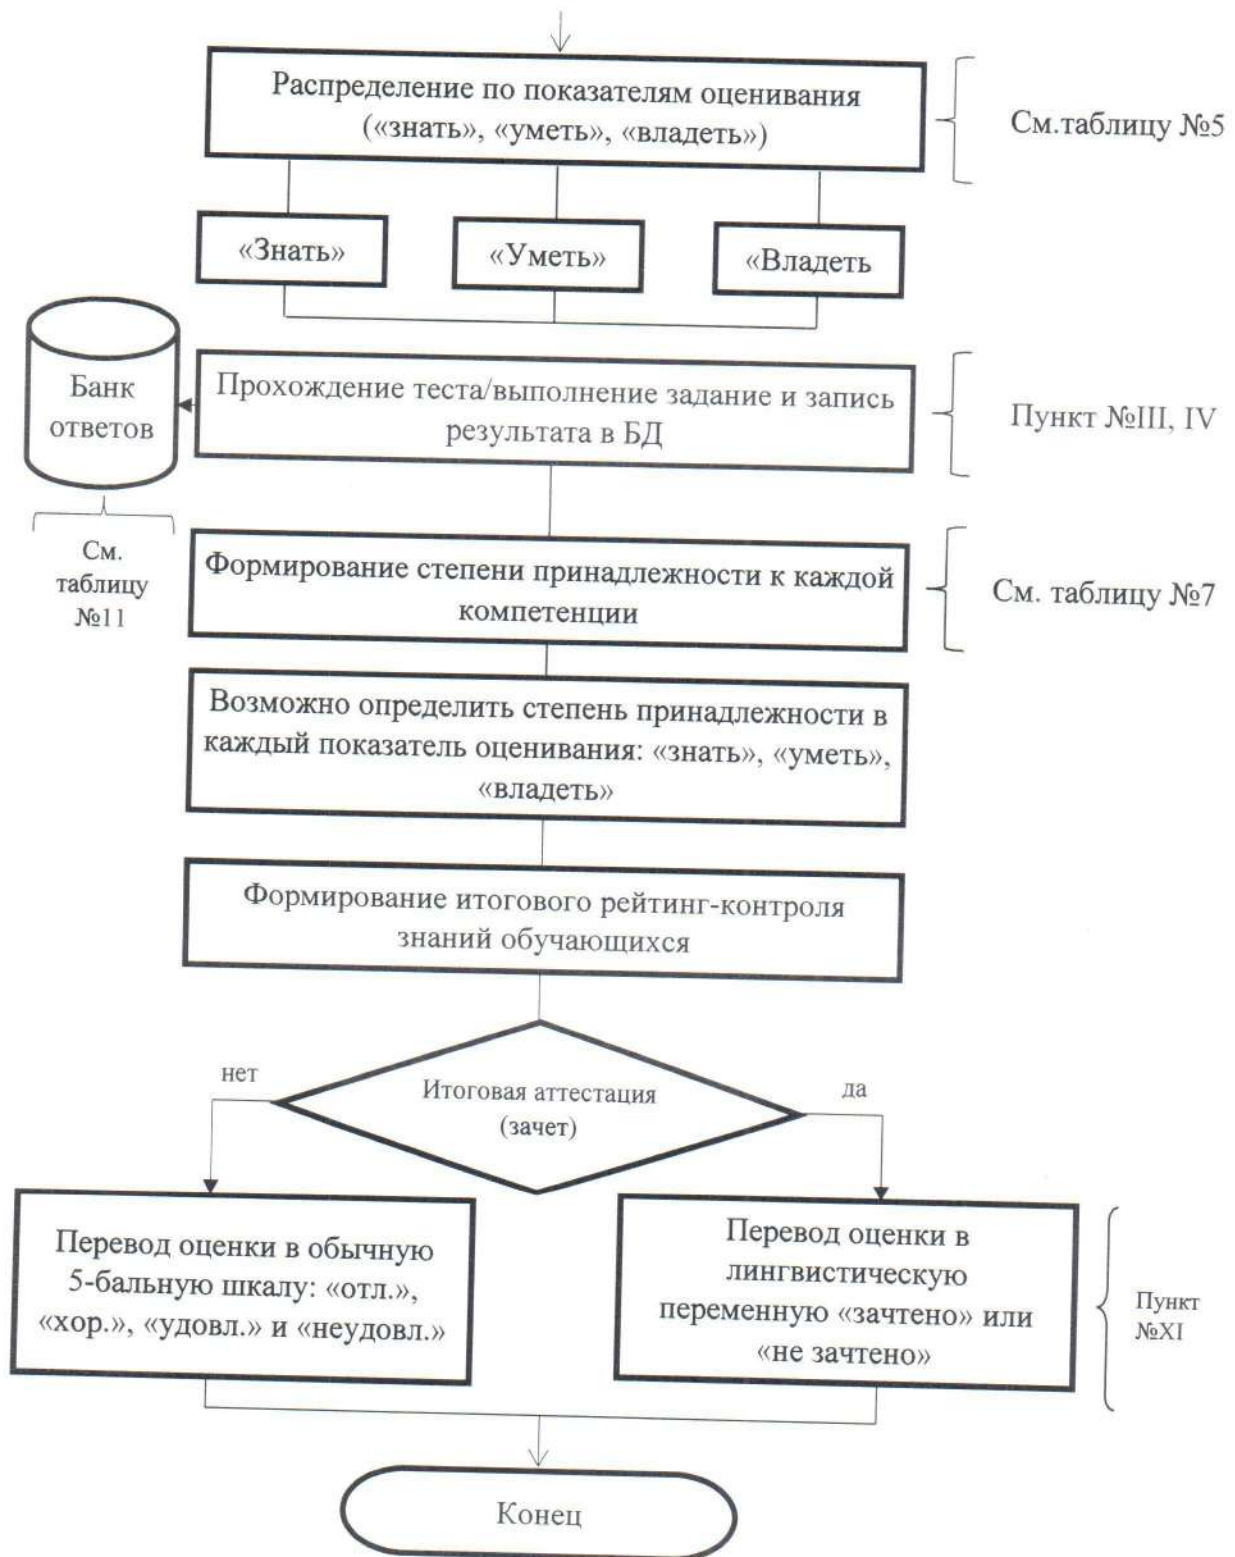 Распределение по показателям оценивания
(«знать», «уметь», «владеть»)
См.таблицу №5
«Знать»
«Уметь»
«Владеть
Банк
ответов
Прохождение теста/выполнение задание и запись
результата в БД
Пункт №III, IV
См.
таблицу
№11
Формирование степени принадлежности к каждой
компетенции
См. таблицу №7
Возможно определить степень принадлежности в
каждый показатель оценивания: «знать», «уметь»,
«владеть»
Формирование итогового рейтинг-контроля
знаний обучающихся
нет
Итоговая аттестация
(зачет)
да
Перевод оценки в обычную
5-бальную шкалу: «отл.»,
«хор.», «удовл.» и «неудовл.»
Перевод оценки в
лингвистическую
переменную «зачтено» или
«не зачтено»
Пункт
№XI
Конец